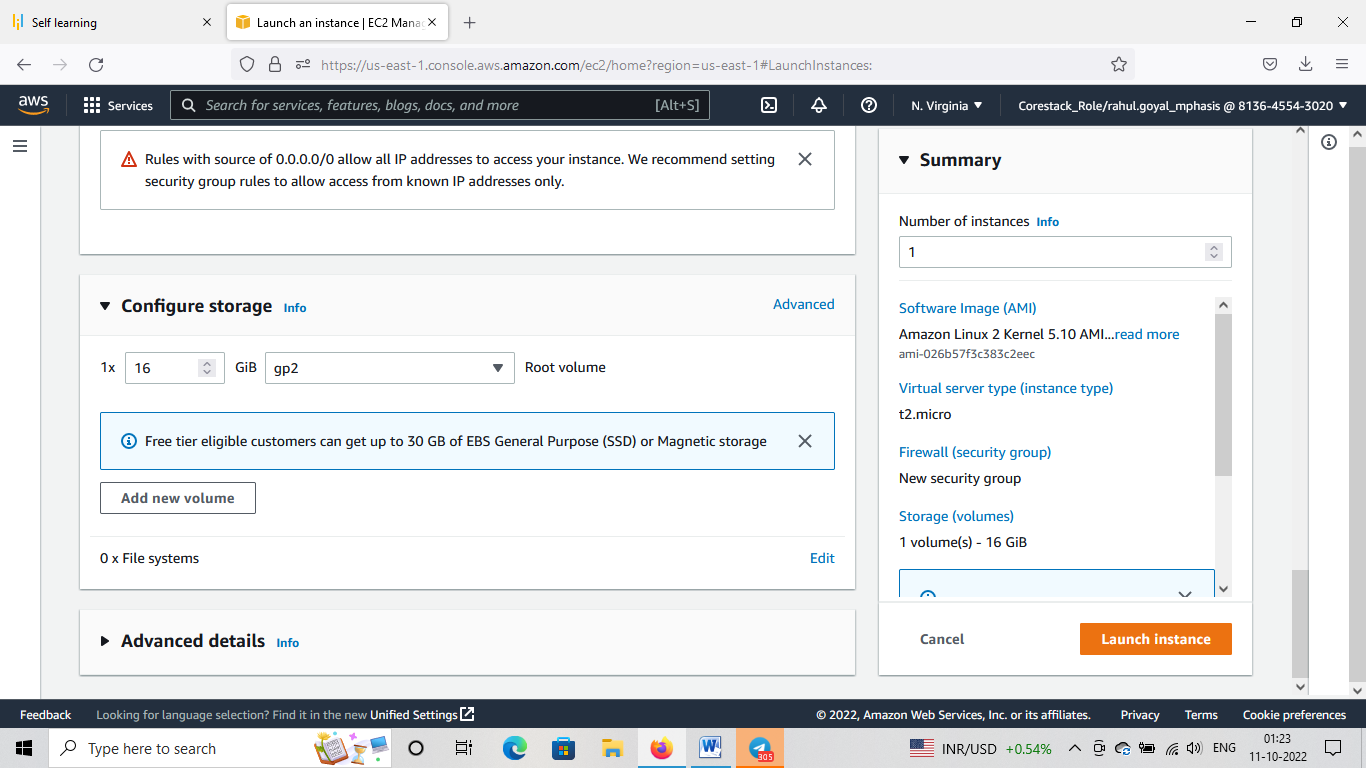 Self learning
Launch an instance | EC2 Mana
https://us-east-1.console.aws.amazon.com/ec2/home?region=us-east-1#LaunchInstances:
aws
Services
Search for services, features, blogs, docs, and more
[Alt+S]
N. Virginia
Corestack_Role/rahul.goyal_mphasis @ 8136-4554-3020
Rules with source of 0.0.0.0/0 allow all IP addresses to access your instance. We recommend setting
security group rules to allow access from known IP addresses only.
Configure storage Info
Advanced
1x 16 GiB gp2 Root volume
Free tier eligible customers can get up to 30 GB of EBS General Purpose (SSD) or Magnetic storage
Add new volume
0 x File systems
Edit
Advanced details Info
Summary
Number of instances Info
1
Software Image (AMI)
Amazon Linux 2 Kernel 5.10 AMI...read more
ami-026b57f3c383c2eec
Virtual server type (instance type)
t2.micro
Firewall (security group)
New security group
Storage (volumes)
1 volume(s) - 16 GiB
Cancel
Launch instance
Feedback
Looking for language selection? Find it in the new Unified Settings
© 2022, Amazon Web Services, Inc. or its affiliates.
Privacy
Terms
Cookie preferences
Type here to search
W
305
INR/USD +0.54%
ENG
01:23
11-10-2022